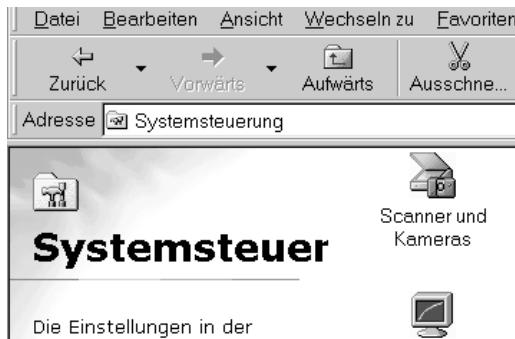 Datei Bearbeiten Ansicht Wechseln zu Favoriten
Zurück Vorwärts Aufwärts Ausschne...
Adresse Systemsteuerung
Systemsteuer
Die Einstellungen in der
Scanner und
Kameras